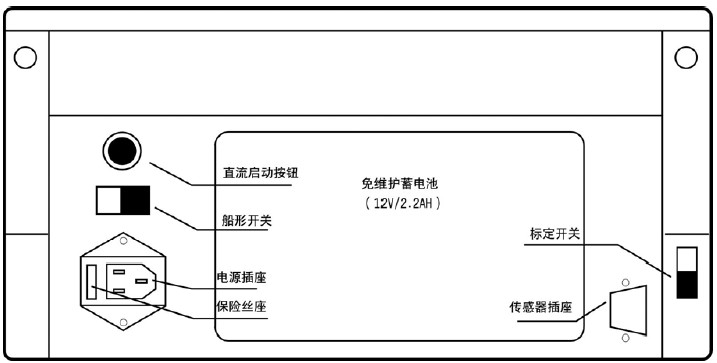 直流启动按钮
免维护蓄电池
(12V/2.2AH)
船形开关
标定开关
电源插座
保险丝座
传感器插座